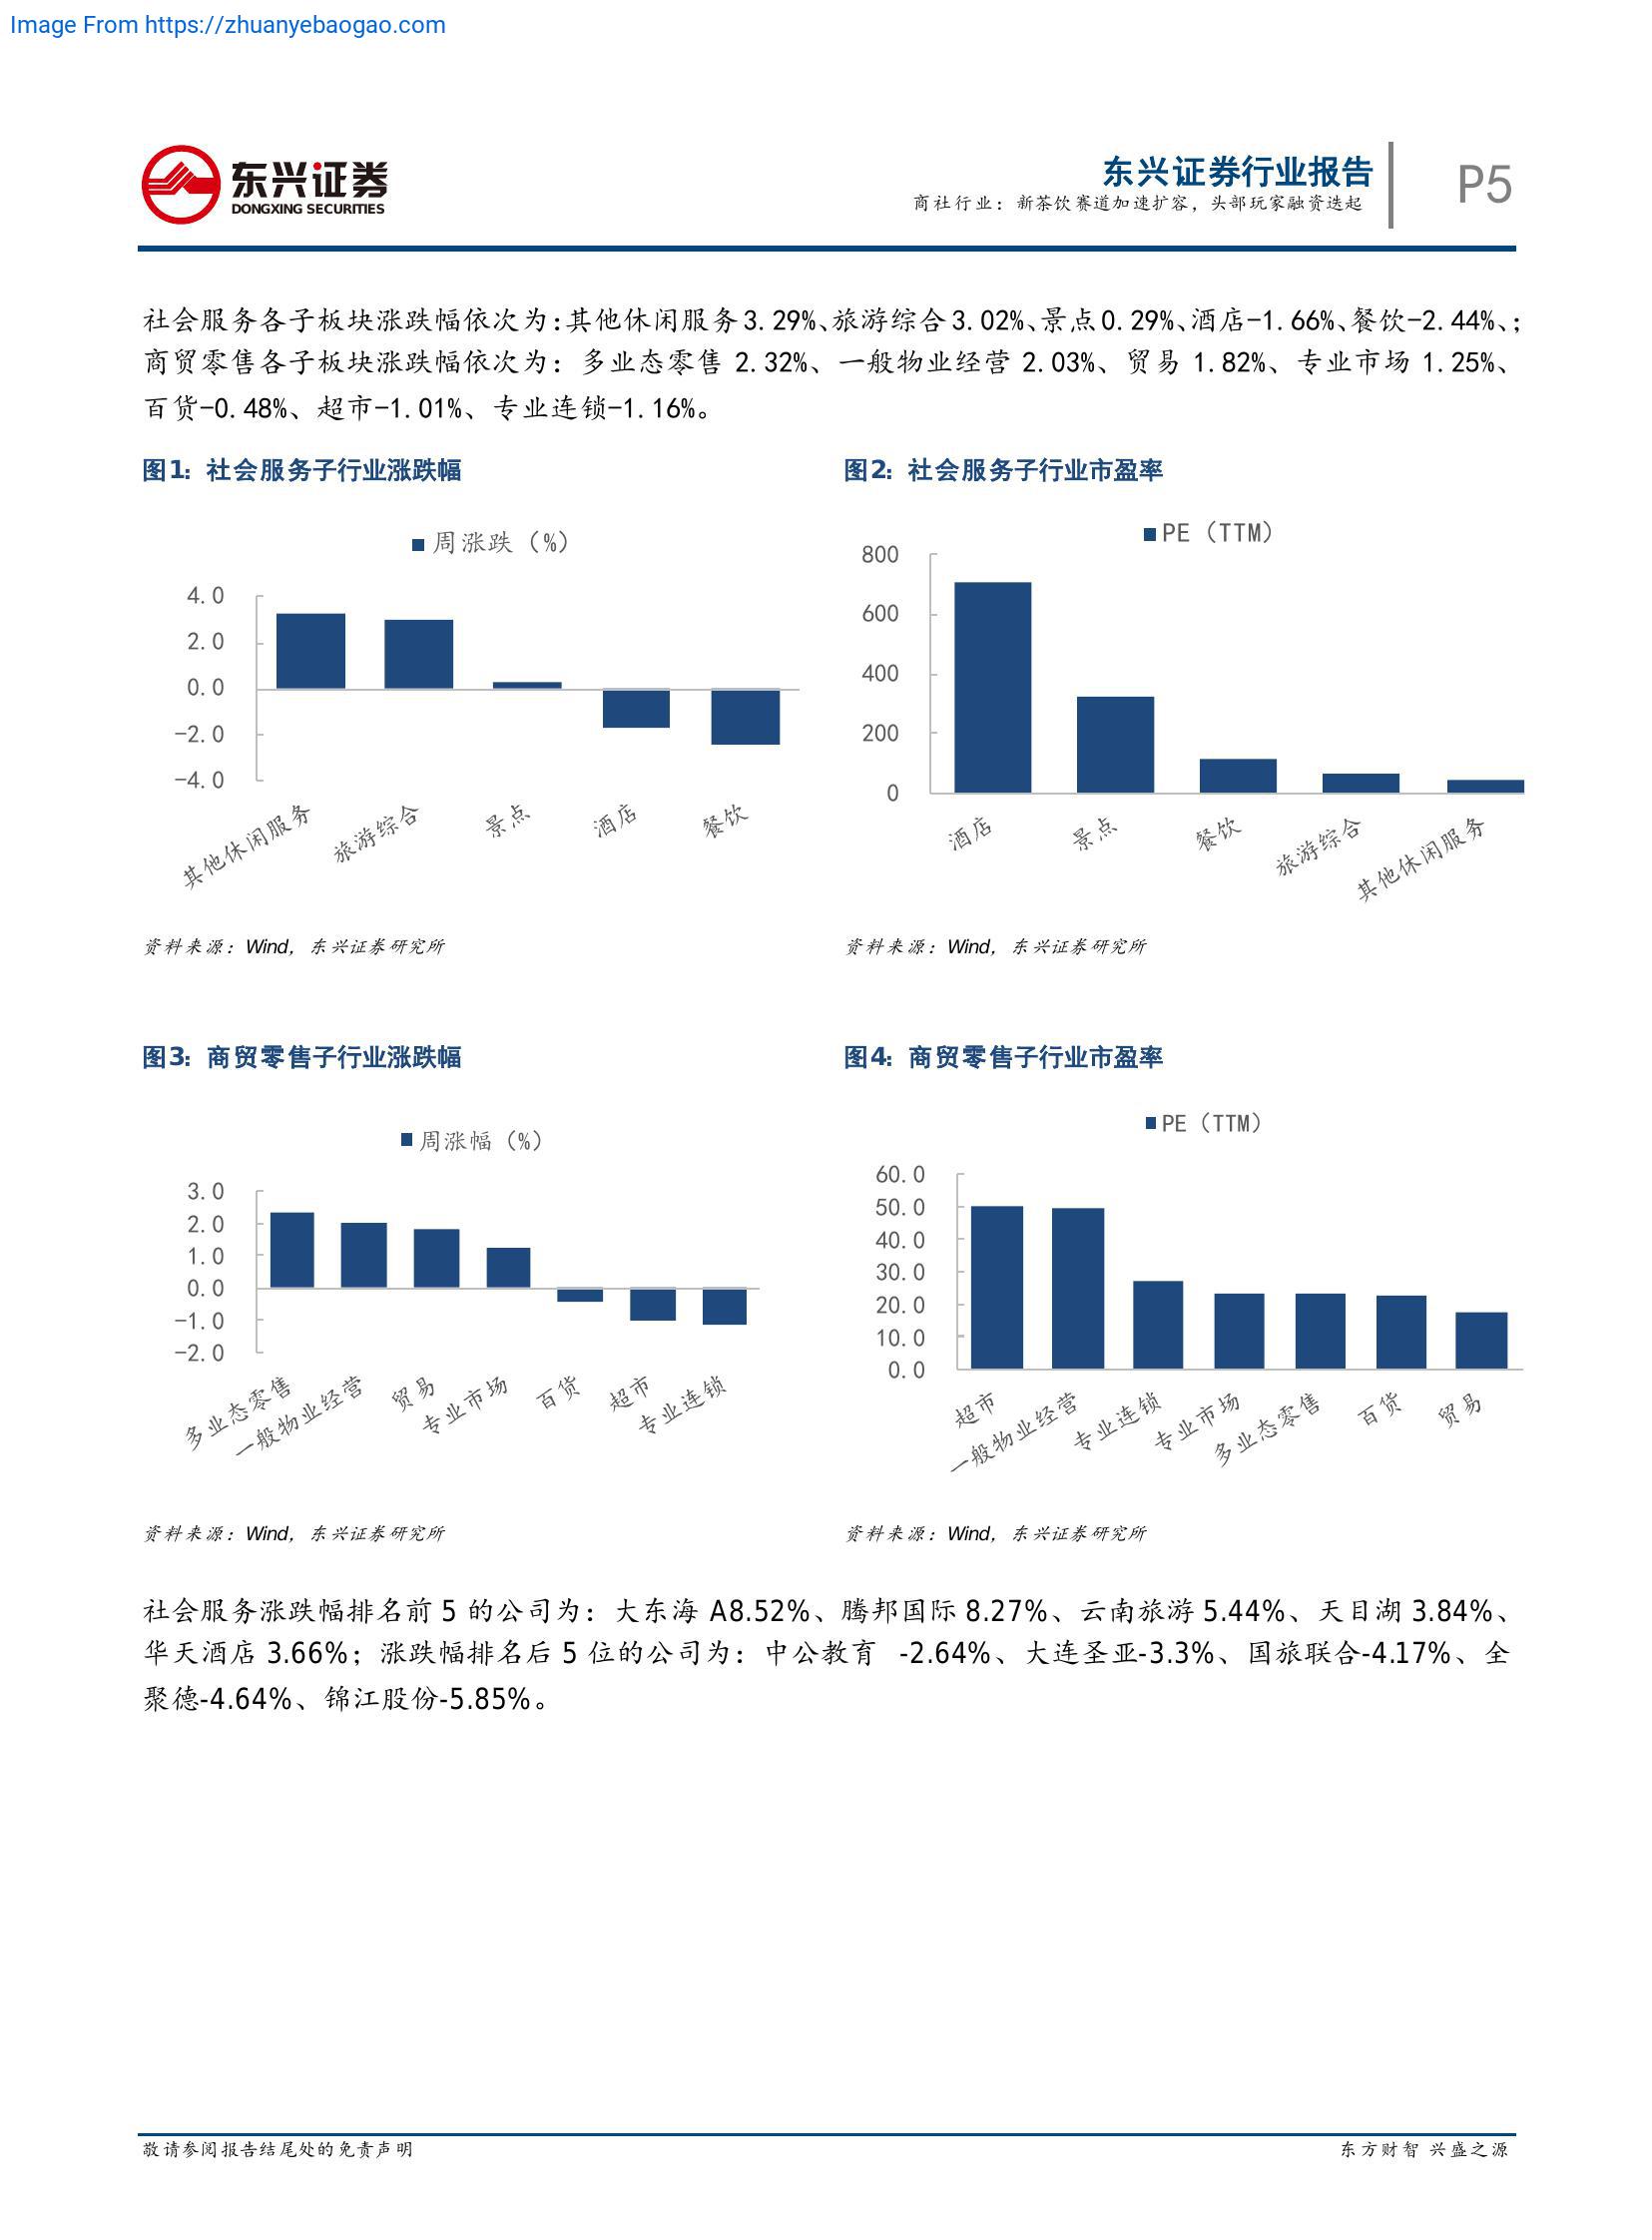 Image From https://zhuanyebaogao.com
东兴证券
DONGXING SECURITIES
东兴证券行业报告
商社行业：新茶饮赛道加速扩容，头部玩家融资迭起
P5
社会服务各子板块涨跌幅依次为：其他休闲服务3.29%、旅游综合3.02%、景点0.29%、酒店-1.66%、餐饮-2.44%、；
商贸零售各子板块涨跌幅依次为：多业态零售 2.32%、一般物业经营 2.03%、贸易 1.82%、专业市场 1.25%、
百货-0.48%、超市-1.01%、专业连锁-1.16%。
图1: 社会服务子行业涨跌幅
周涨跌（%）
4.0
2.0
0.0
-2.0
-4.0
其他休闲服务
旅游综合
景点
酒店
餐饮
资料来源：Wind，东兴证券研究所
图2: 社会服务子行业市盈率
PE（TTM）
800
600
400
200
0
酒店
景点
餐饮
旅游综合
其他休闲服务
资料来源：Wind，东兴证券研究所
图3: 商贸零售子行业涨跌幅
周涨幅（%）
3.0
2.0
1.0
0.0
-1.0
-2.0
多业态零售
一般物业经营
贸易
专业市场
百货
超市
专业连锁
资料来源：Wind，东兴证券研究所
图4: 商贸零售子行业市盈率
PE（TTM）
60.0
50.0
40.0
30.0
20.0
10.0
0.0
超市
一般物业经营
专业连锁
专业市场
多业态零售
百货
贸易
资料来源：Wind，东兴证券研究所
社会服务涨跌幅排名前 5 的公司为：大东海 A8.52%、腾邦国际 8.27%、云南旅游 5.44%、天目湖 3.84%、
华天酒店 3.66%；涨跌幅排名后 5 位的公司为：中公教育 -2.64%、大连圣亚-3.3%、国旅联合-4.17%、全
聚德-4.64%、锦江股份-5.85%。
敬请参阅报告结尾处的免责声明
东方财智 兴盛之源